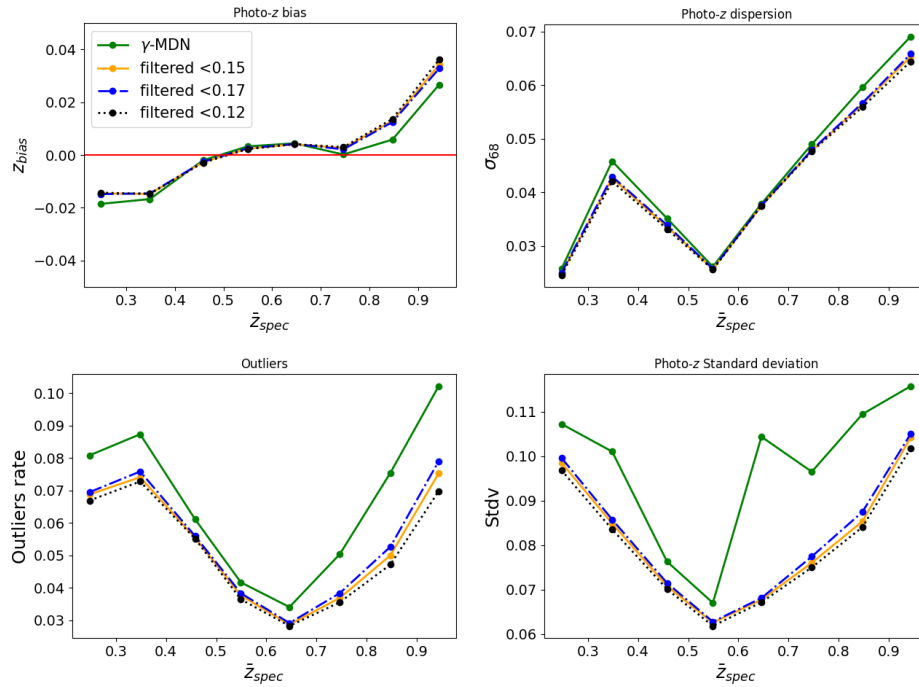 Photo-z bias
γ-MDN
filtered <0.15
filtered <0.17
filtered <0.12
0.04
0.02
0.00
−0.02
−0.04
z_bias
0.3 0.4 0.5 0.6 0.7 0.8 0.9
z̄_spec
Photo-z dispersion
0.07
0.06
0.05
0.04
0.03
σ_68
0.3 0.4 0.5 0.6 0.7 0.8 0.9
z̄_spec
Outliers
0.10
0.09
0.08
0.07
0.06
0.05
0.04
0.03
Outliers rate
0.3 0.4 0.5 0.6 0.7 0.8 0.9
z̄_spec
Photo-z Standard deviation
0.11
0.10
0.09
0.08
0.07
0.06
Stdv
0.3 0.4 0.5 0.6 0.7 0.8 0.9
z̄_spec